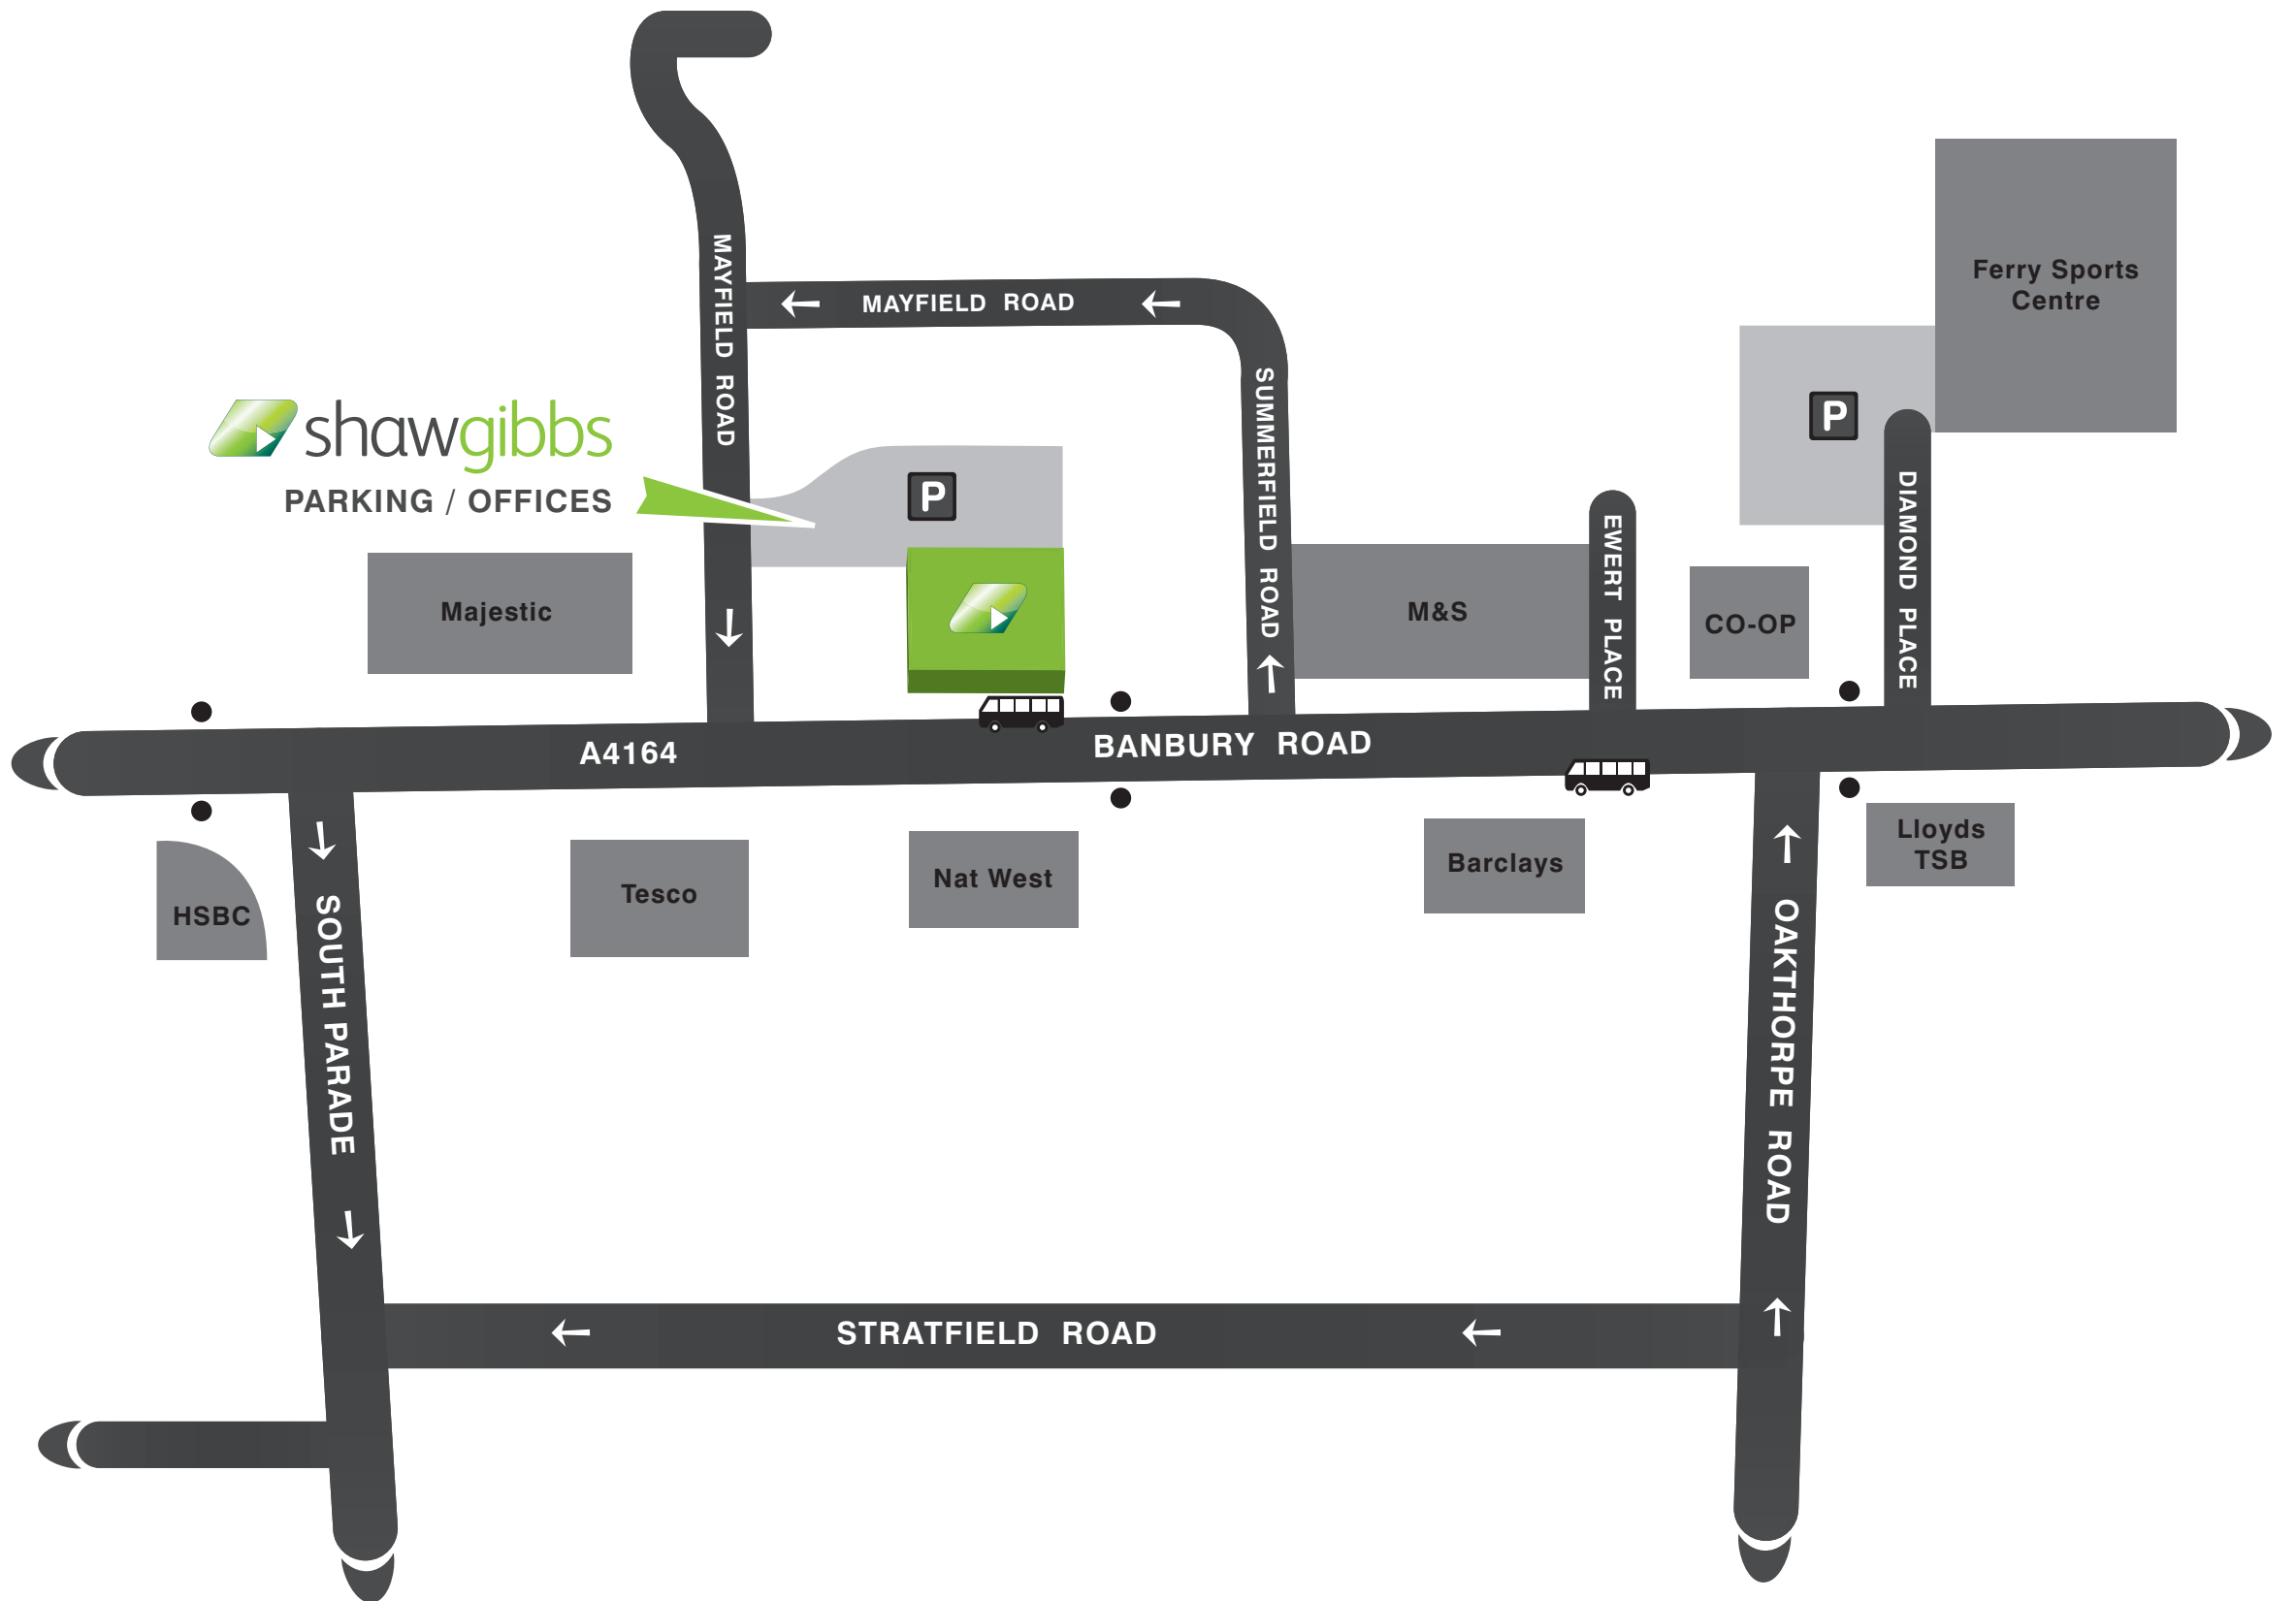 MAYFIELD ROAD
MAYFIELD ROAD
Ferry Sports
Centre
P
shawgibbs
PARKING / OFFICES
P
SUMMERFIELD ROAD
DIAMOND PLACE
EWERT PLACE
Majestic
M&S
CO-OP
A4164
BANBURY ROAD
Lloyds
TSB
Barclays
Nat West
Tesco
HSBC
SOUTH PARADE
OAKTHORPE ROAD
STRATFIELD ROAD